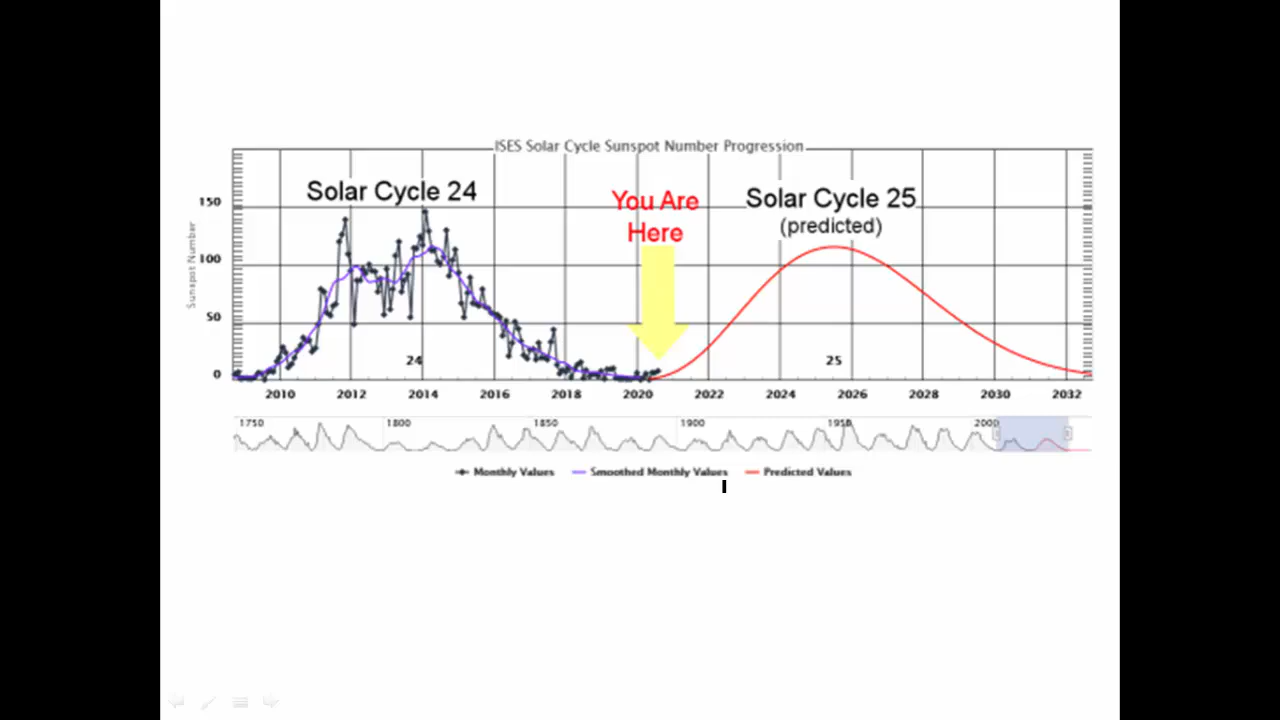 ISES Solar Cycle Sunspot Number Progression
Solar Cycle 24
You Are
Here
Solar Cycle 25
(predicted)
Sunspot Number
150
100
50
0
24
25
2010 2012 2014 2016 2018 2020 2022 2024 2026 2028 2030 2032
1750 1800 1850 1900 1950 2000
Monthly Values Smoothed Monthly Values Predicted Values